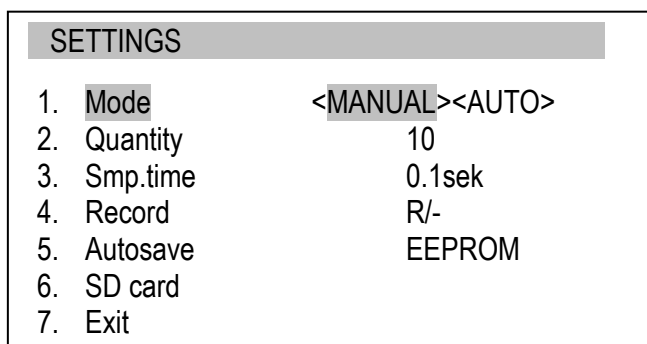 SETTINGS
1. Mode <MANUAL><AUTO>
2. Quantity 10
3. Smp.time 0.1sek
4. Record R/-
5. Autosave EEPROM
6. SD card
7. Exit